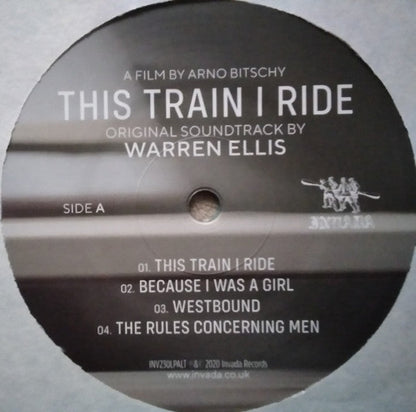 A FILM BY ARNO BITSCHY
THIS TRAIN I RIDE
ORIGINAL SOUNDTRACK BY
WARREN ELLIS
SIDE A
INVADA
01. THIS TRAIN I RIDE
02. BECAUSE I WAS A GIRL
03. WESTBOUND
04. THE RULES CONCERNING MEN
INV230LPALT ℗&© 2020 Invada Records
www.invada.co.uk